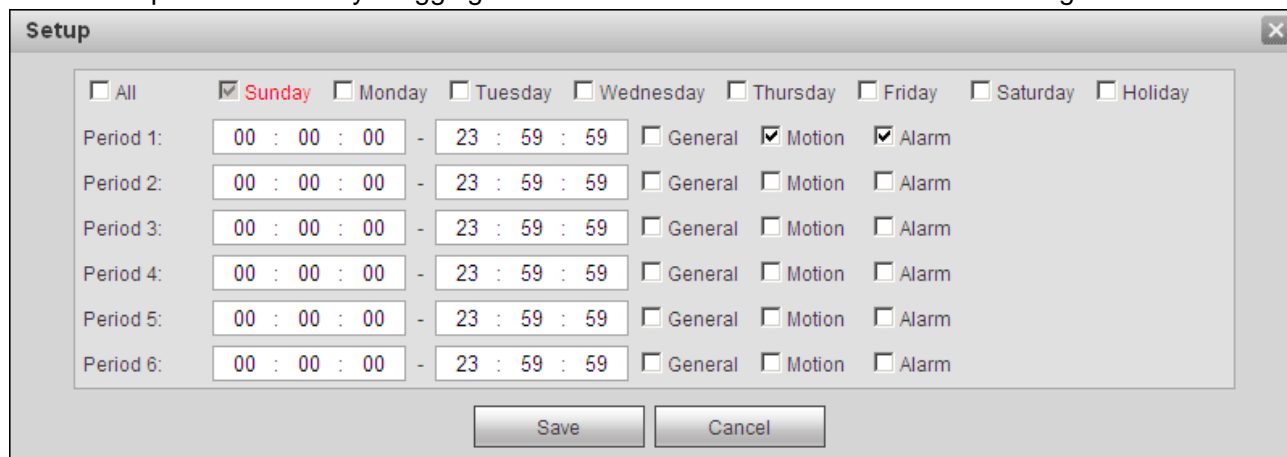 Setup
All Sunday Monday Tuesday Wednesday Thursday Friday Saturday Holiday
Period 1: 00 : 00 : 00 - 23 : 59 : 59 General Motion Alarm
Period 2: 00 : 00 : 00 - 23 : 59 : 59 General Motion Alarm
Period 3: 00 : 00 : 00 - 23 : 59 : 59 General Motion Alarm
Period 4: 00 : 00 : 00 - 23 : 59 : 59 General Motion Alarm
Period 5: 00 : 00 : 00 - 23 : 59 : 59 General Motion Alarm
Period 6: 00 : 00 : 00 - 23 : 59 : 59 General Motion Alarm
Save Cancel